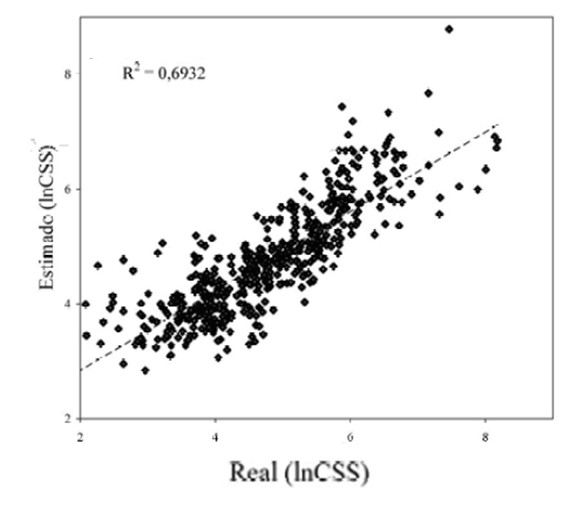 R² = 0,6932
8
6
4
2
Estimado (lnCSS)
2 4 6 8
Real (lnCSS)